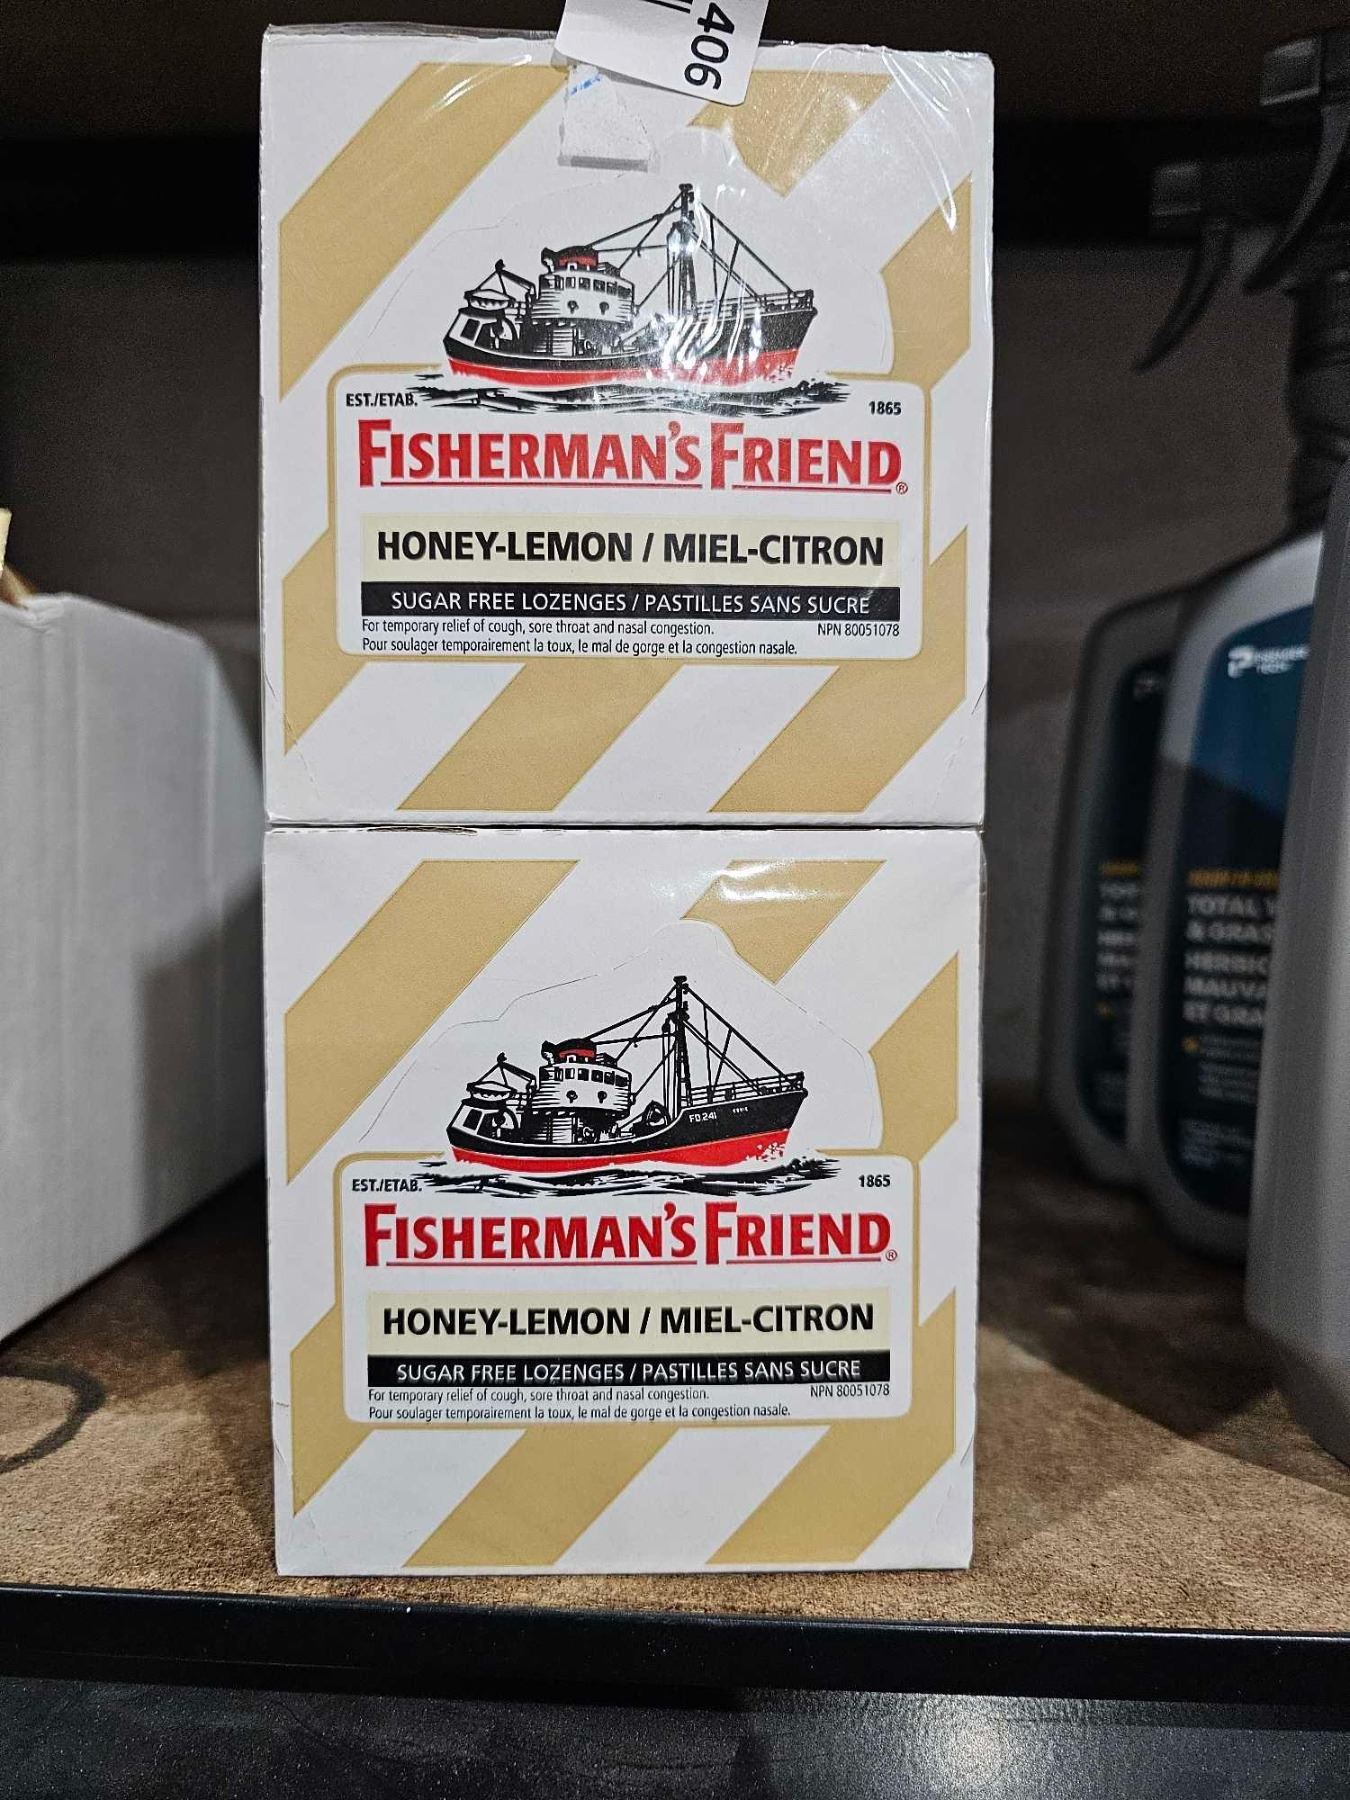 406
EST./ETAB.
1865
FISHERMAN'S FRIEND®
HONEY-LEMON / MIEL-CITRON
SUGAR FREE LOZENGES / PASTILLES SANS SUCRE
For temporary relief of cough, sore throat and nasal congestion. NPN 80051078
Pour soulager temporairement la toux, le mal de gorge et la congestion nasale.
FD.241
EST./ETAB.
1865
FISHERMAN'S FRIEND®
HONEY-LEMON / MIEL-CITRON
SUGAR FREE LOZENGES / PASTILLES SANS SUCRE
For temporary relief of cough, sore throat and nasal congestion. NPN 80051078
Pour soulager temporairement la toux, le mal de gorge et la congestion nasale.
TOTAL